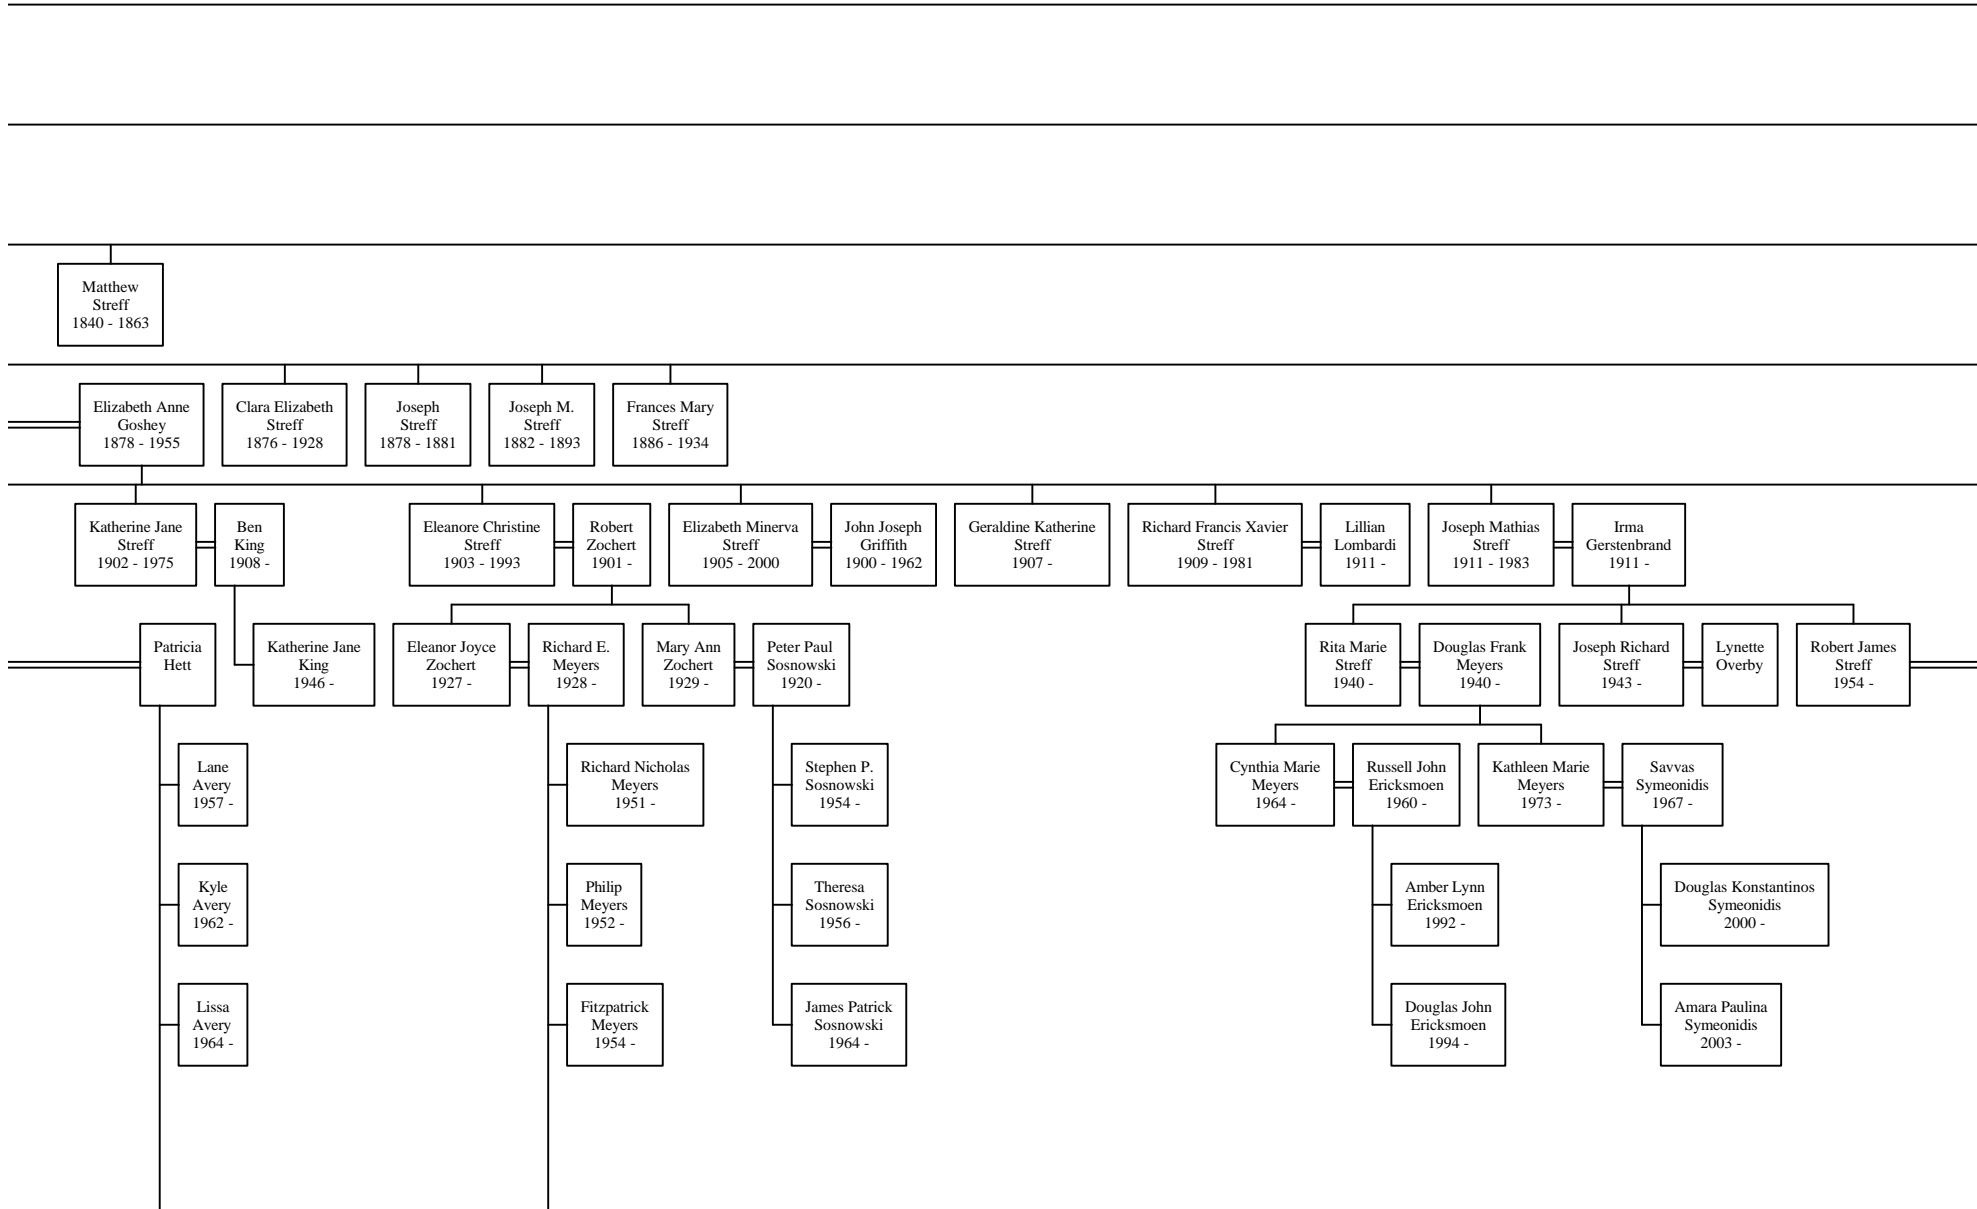 Matthew
Streff
1840 - 1863
Elizabeth Anne
Goshey
1878 - 1955
Clara Elizabeth
Streff
1876 - 1928
Joseph
Streff
1878 - 1881
Joseph M.
Streff
1882 - 1893
Frances Mary
Streff
1886 - 1934
Katherine Jane
Streff
1902 - 1975
Ben
King
1908 -
Eleanore Christine
Streff
1903 - 1993
Robert
Zochert
1901 -
Elizabeth Minerva
Streff
1905 - 2000
John Joseph
Griffith
1900 - 1962
Geraldine Katherine
Streff
1907 -
Richard Francis Xavier
Streff
1909 - 1981
Lillian
Lombardi
1911 -
Joseph Mathias
Streff
1911 - 1983
Irma
Gerstenbrand
1911 -
Patricia
Hett
Katherine Jane
King
1946 -
Eleanor Joyce
Zochert
1927 -
Richard E.
Meyers
1928 -
Mary Ann
Zochert
1929 -
Peter Paul
Sosnowski
1920 -
Rita Marie
Streff
1940 -
Douglas Frank
Meyers
1940 -
Joseph Richard
Streff
1943 -
Lynette
Overby
Robert James
Streff
1954 -
Lane
Avery
1957 -
Richard Nicholas
Meyers
1951 -
Stephen P.
Sosnowski
1954 -
Cynthia Marie
Meyers
1964 -
Russell John
Ericksmoen
1960 -
Kathleen Marie
Meyers
1973 -
Savvas
Symeonidis
1967 -
Kyle
Avery
1962 -
Philip
Meyers
1952 -
Theresa
Sosnowski
1956 -
Amber Lynn
Ericksmoen
1992 -
Douglas Konstantinos
Symeonidis
2000 -
Lissa
Avery
1964 -
Fitzpatrick
Meyers
1954 -
James Patrick
Sosnowski
1964 -
Douglas John
Ericksmoen
1994 -
Amara Paulina
Symeonidis
2003 -